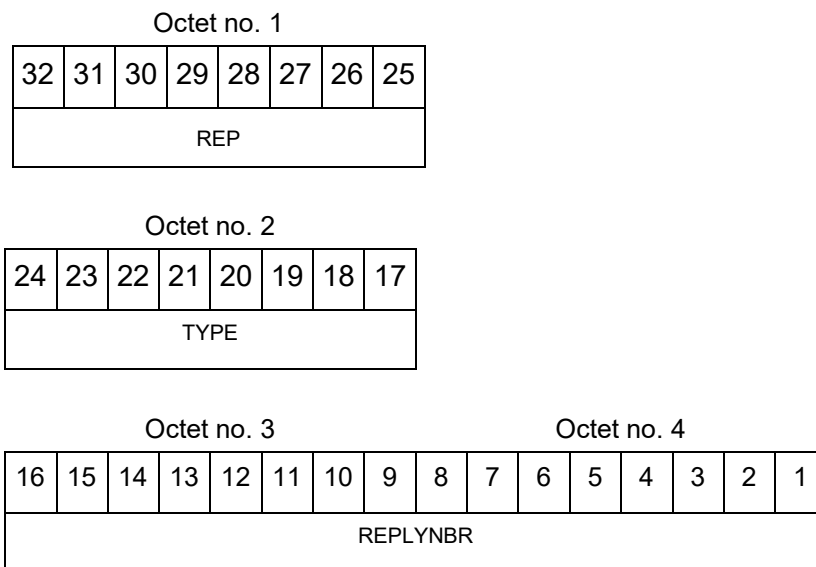 Octet no. 1
32 31 30 29 28 27 26 25
REP
Octet no. 2
24 23 22 21 20 19 18 17
TYPE
Octet no. 3 Octet no. 4
16 15 14 13 12 11 10 9 8 7 6 5 4 3 2 1
REPLYNBR